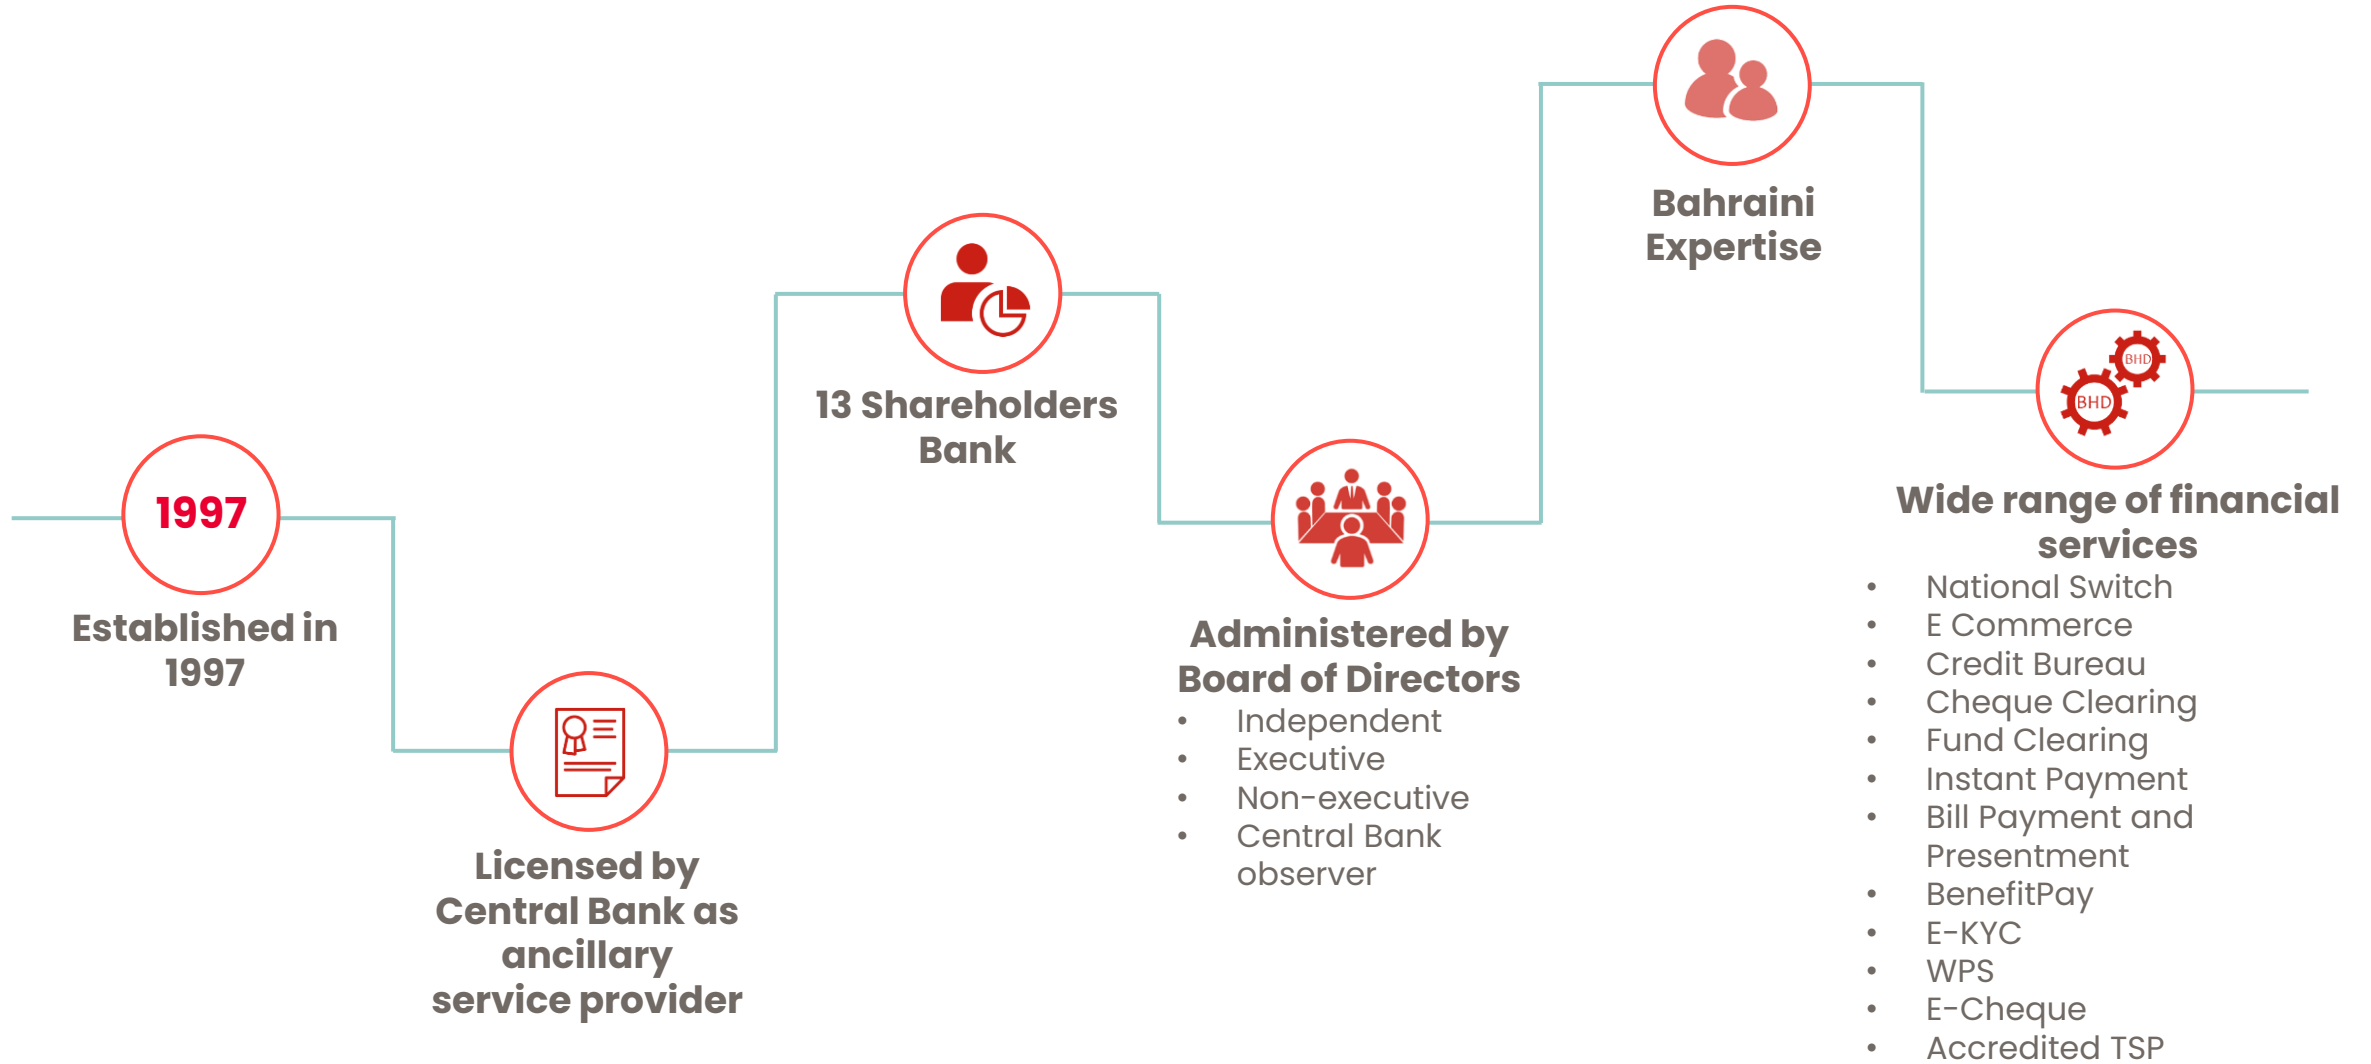 1997
Established in
1997
Licensed by
Central Bank as
ancillary
service provider
13 Shareholders
Bank
Administered by
Board of Directors
• Independent
• Executive
• Non-executive
• Central Bank
observer
Bahraini
Expertise
BHD
BHD
Wide range of financial
services
• National Switch
• E Commerce
• Credit Bureau
• Cheque Clearing
• Fund Clearing
• Instant Payment
• Bill Payment and
Presentment
• BenefitPay
• E-KYC
• WPS
• E-Cheque
• Accredited TSP